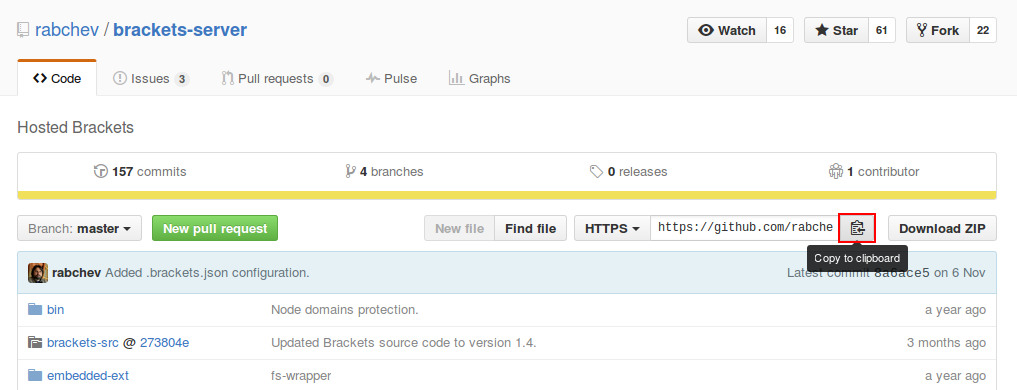 rabchev / brackets-server
Watch 16 Star 61 Fork 22
Code Issues 3 Pull requests 0 Pulse Graphs
Hosted Brackets
157 commits 4 branches 0 releases 1 contributor
Branch: master New pull request New file Find file HTTPS https://github.com/rabche Download ZIP
Copy to clipboard
rabchev Added .brackets.json configuration. Latest commit 8a6ace5 on 6 Nov
bin Node domains protection. a year ago
brackets-src @ 273804e Updated Brackets source code to version 1.4. 3 months ago
embedded-ext fs-wrapper a year ago